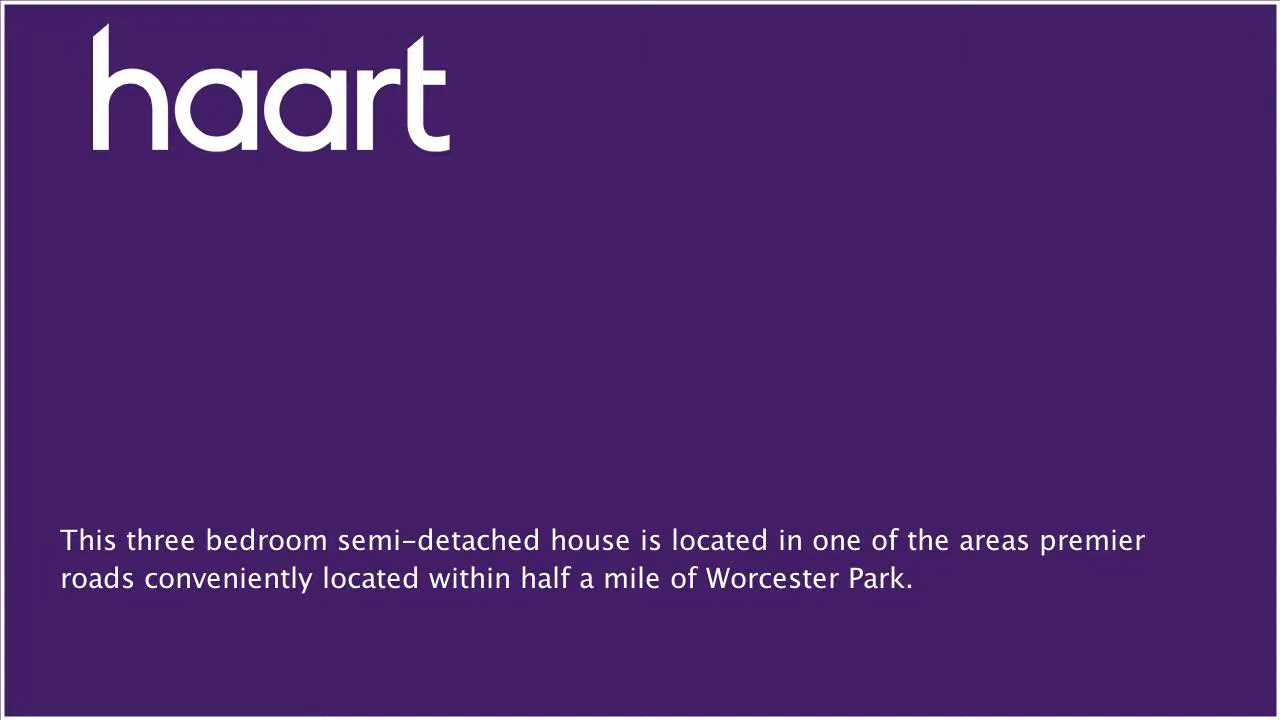 haart
This three bedroom semi-detached house is located in one of the areas premier
roads conveniently located within half a mile of Worcester Park.